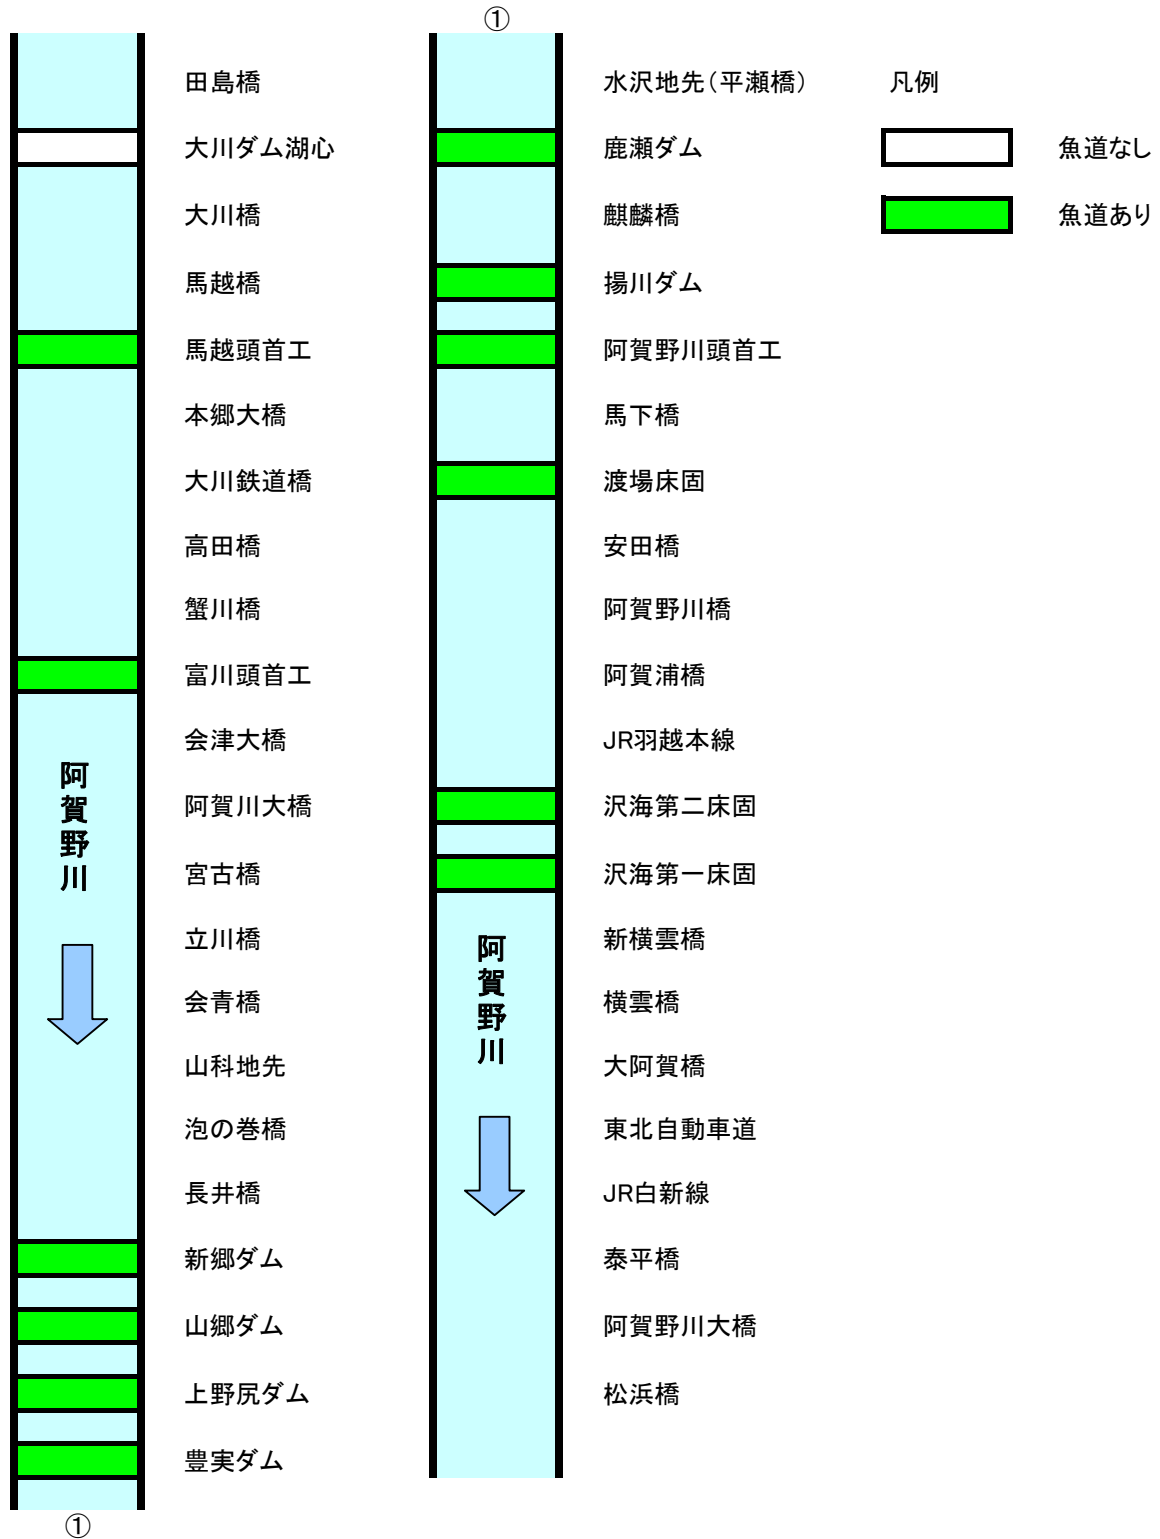 田島橋
大川ダム湖心
大川橋
馬越橋
馬越頭首工
本郷大橋
大川鉄道橋
高田橋
蟹川橋
富川頭首工
会津大橋
阿賀川大橋
宮古橋
立川橋
会青橋
山科地先
泡の巻橋
長井橋
新郷ダム
山郷ダム
上野尻ダム
豊実ダム
阿賀野川
①
①
水沢地先（平瀬橋）
鹿瀬ダム
麒麟橋
揚川ダム
阿賀野川頭首工
馬下橋
渡場床固
安田橋
阿賀野川橋
阿賀浦橋
JR羽越本線
沢海第二床固
沢海第一床固
新横雲橋
横雲橋
大阿賀橋
東北自動車道
JR白新線
泰平橋
阿賀野川大橋
松浜橋
阿賀野川
凡例
魚道なし
魚道あり